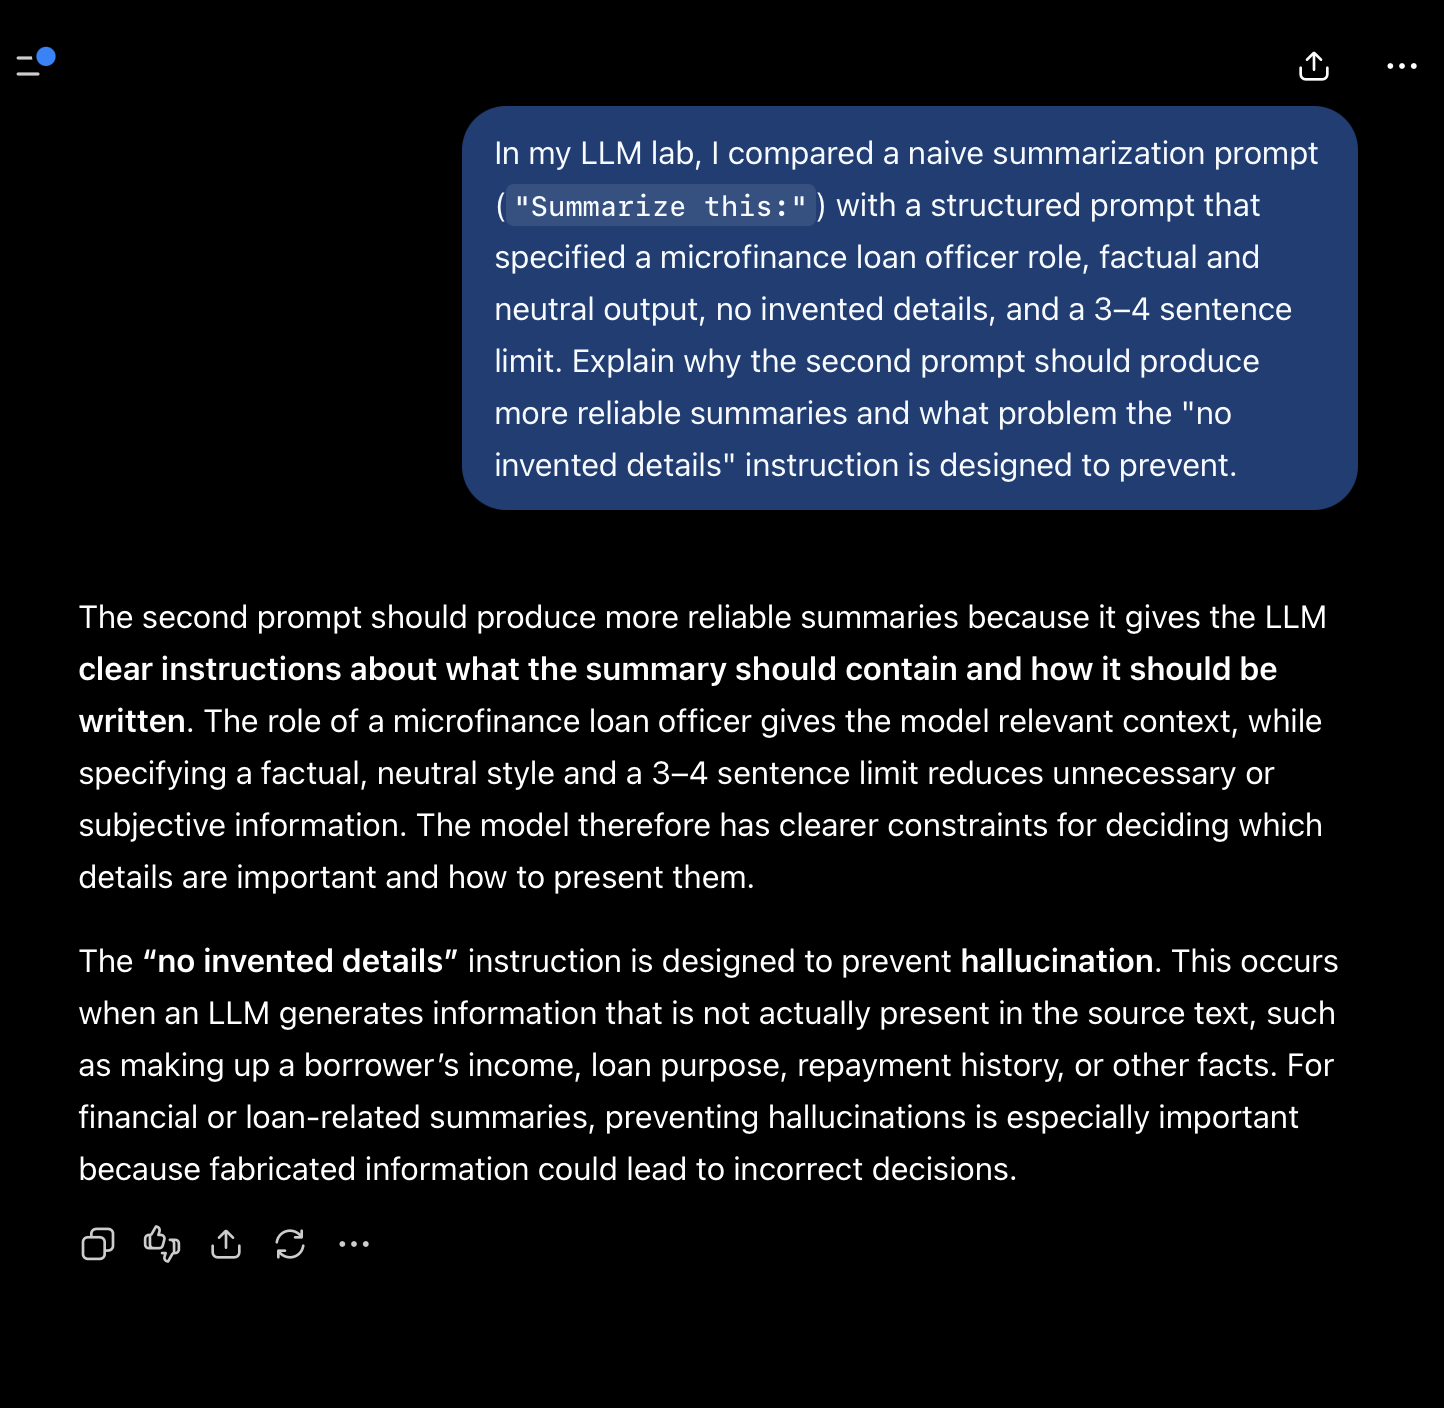 In my LLM lab, I compared a naive summarization prompt
("Summarize this:") with a structured prompt that
specified a microfinance loan officer role, factual and
neutral output, no invented details, and a 3–4 sentence
limit. Explain why the second prompt should produce
more reliable summaries and what problem the "no
invented details" instruction is designed to prevent.
The second prompt should produce more reliable summaries because it gives the LLM
clear instructions about what the summary should contain and how it should be
written. The role of a microfinance loan officer gives the model relevant context, while
specifying a factual, neutral style and a 3–4 sentence limit reduces unnecessary or
subjective information. The model therefore has clearer constraints for deciding which
details are important and how to present them.
The “no invented details” instruction is designed to prevent hallucination. This occurs
when an LLM generates information that is not actually present in the source text, such
as making up a borrower’s income, loan purpose, repayment history, or other facts. For
financial or loan-related summaries, preventing hallucinations is especially important
because fabricated information could lead to incorrect decisions.